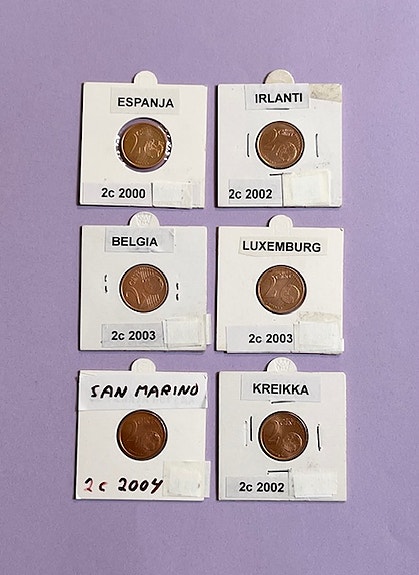 ESPANJA
2c 2000
IRLANTI
2c 2002
BELGIA
2c 2003
LUXEMBURG
2c 2003
SAN MARINO
2c 2004
KREIKKA
2c 2002